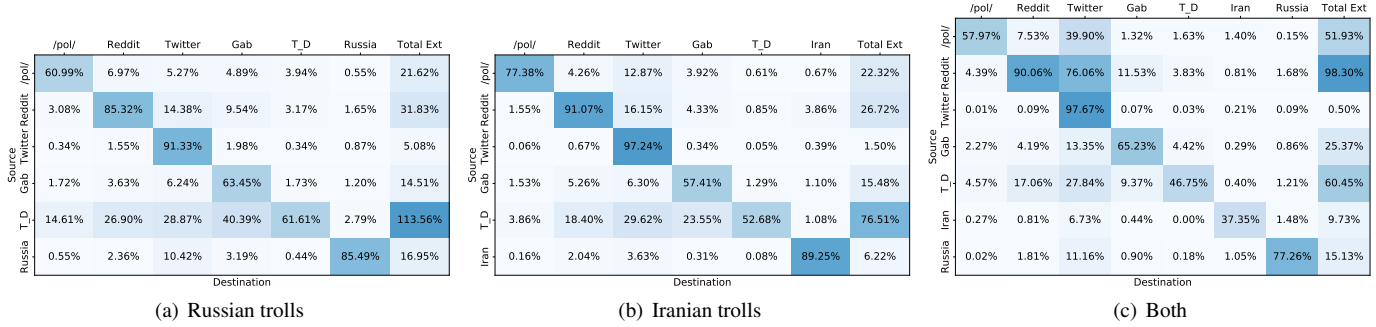 /pol/ Reddit Twitter Gab T_D Russia Total Ext
/pol/ 60.99% 6.97% 5.27% 4.89% 3.94% 0.55% 21.62%
Reddit 3.08% 85.32% 14.38% 9.54% 3.17% 1.65% 31.83%
Twitter 0.34% 1.55% 91.33% 1.98% 0.34% 0.87% 5.08%
Gab 1.72% 3.63% 6.24% 63.45% 1.73% 1.20% 14.51%
T_D 14.61% 26.90% 28.87% 40.39% 61.61% 2.79% 113.56%
Russia 0.55% 2.36% 10.42% 3.19% 0.44% 85.49% 16.95%
Source
Destination
(a) Russian trolls
/pol/ Reddit Twitter Gab T_D Iran Total Ext
/pol/ 77.38% 4.26% 12.87% 3.92% 0.61% 0.67% 22.32%
Reddit 1.55% 91.07% 16.15% 4.33% 0.85% 3.86% 26.72%
Twitter 0.06% 0.67% 97.24% 0.34% 0.05% 0.39% 1.50%
Gab 1.53% 5.26% 6.30% 57.41% 1.29% 1.10% 15.48%
T_D 3.86% 18.40% 29.62% 23.55% 52.68% 1.08% 76.51%
Iran 0.16% 2.04% 3.63% 0.31% 0.08% 89.25% 6.22%
Source
Destination
(b) Iranian trolls
/pol/ Reddit Twitter Gab T_D Iran Russia Total Ext
/pol/ 57.97% 7.53% 39.90% 1.32% 1.63% 1.40% 0.15% 51.93%
Reddit 4.39% 90.06% 76.06% 11.53% 3.83% 0.81% 1.68% 98.30%
Twitter 0.01% 0.09% 97.67% 0.07% 0.03% 0.21% 0.09% 0.50%
Gab 2.27% 4.19% 13.35% 65.23% 4.42% 0.29% 0.86% 25.37%
T_D 4.57% 17.06% 27.84% 9.37% 46.75% 0.40% 1.21% 60.45%
Iran 0.27% 0.81% 6.73% 0.44% 0.00% 37.35% 1.48% 9.73%
Russia 0.02% 1.81% 11.16% 0.90% 0.18% 1.05% 77.26% 15.13%
Source
Destination
(c) Both